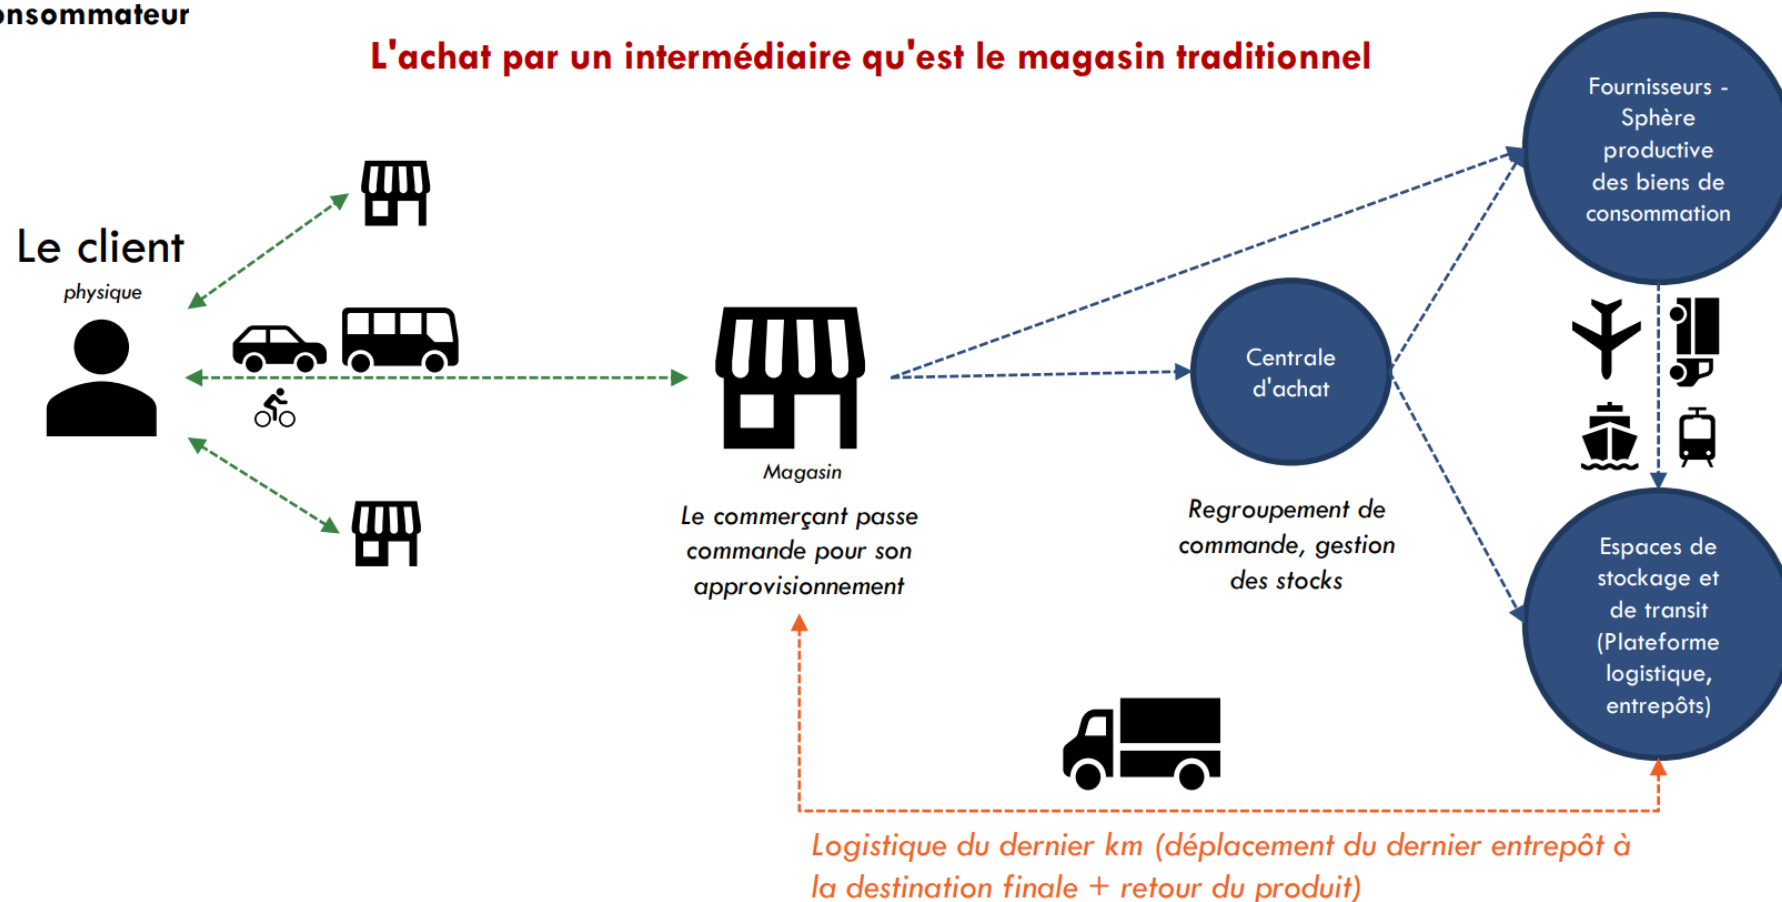 onsommateur
L'achat par un intermédiaire qu'est le magasin traditionnel
Le client
physique
Magasin
Le commerçant passe
commande pour son
approvisionnement
Centrale
d'achat
Regroupement de
commande, gestion
des stocks
Fournisseurs -
Sphère
productive
des biens de
consommation
Espaces de
stockage et
de transit
(Plateforme
logistique,
entrepôts)
Logistique du dernier km (déplacement du dernier entrepôt à
la destination finale + retour du produit)